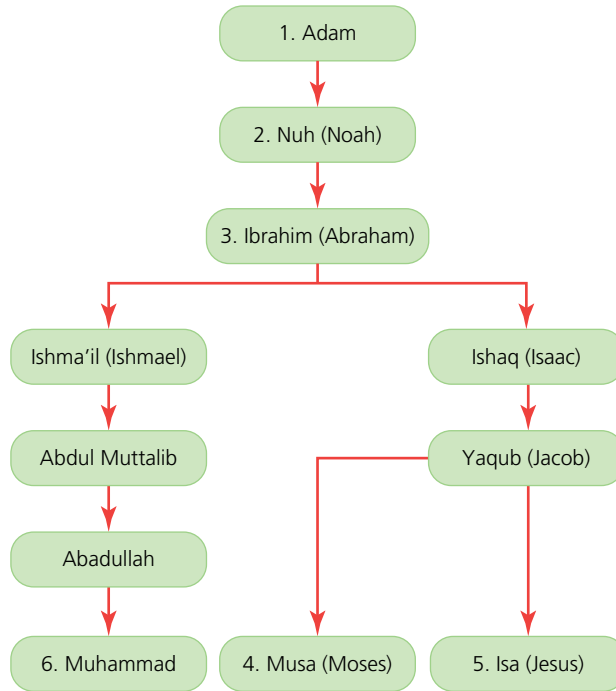 1. Adam
2. Nuh (Noah)
3. Ibrahim (Abraham)
Ishma’il (Ishmael)
Ishaq (Isaac)
Abdul Muttalib
Yaqub (Jacob)
Abadullah
6. Muhammad
4. Musa (Moses)
5. Isa (Jesus)